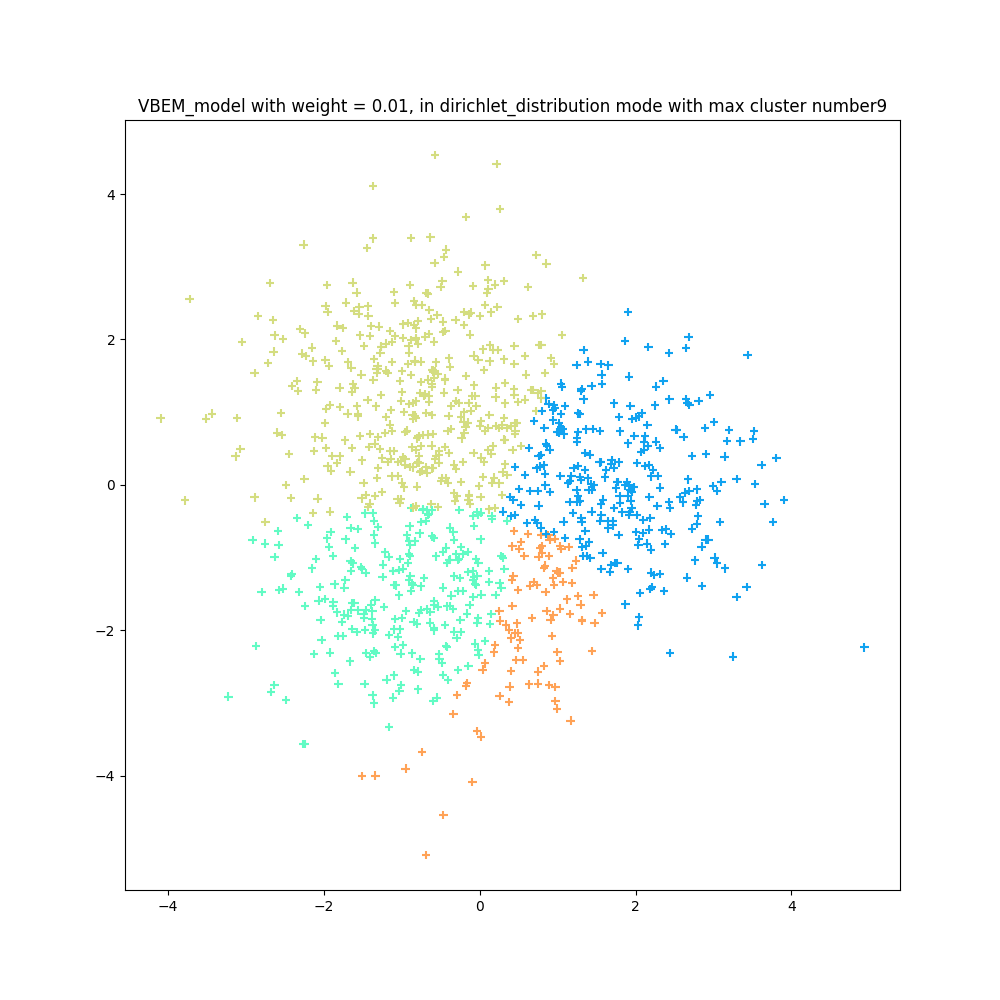 VBEM_model with weight = 0.01, in dirichlet_distribution mode with max cluster number9
4
2
0
−2
−4
−4 −2 0 2 4